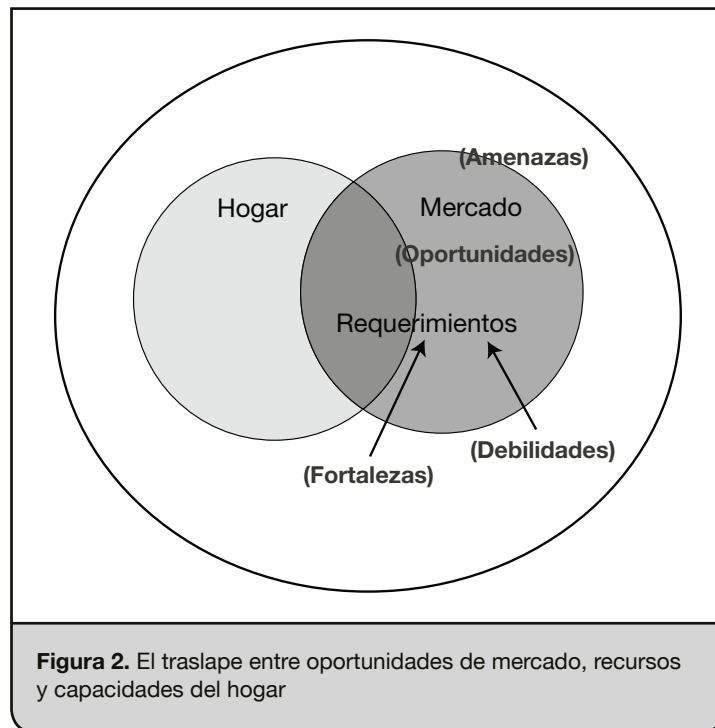 (Amenazas)
Hogar
Mercado
(Oportunidades)
Requerimientos
(Debilidades)
(Fortalezas)
Figura 2. El traslape entre oportunidades de mercado, recursos
y capacidades del hogar